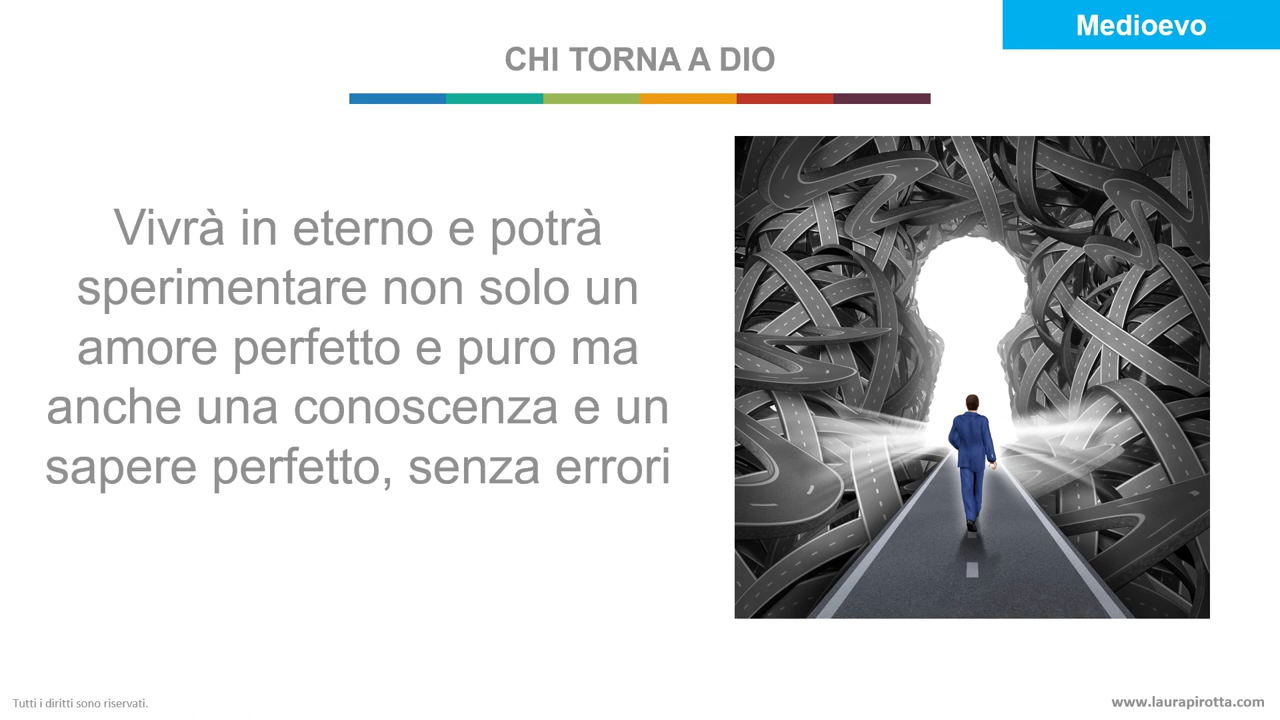 Medioevo
CHI TORNA A DIO
Vivrà in eterno e potrà
sperimentare non solo un
amore perfetto e puro ma
anche una conoscenza e un
sapere perfetto, senza errori
Tutti i diritti sono riservati.
www.laurapirotta.com